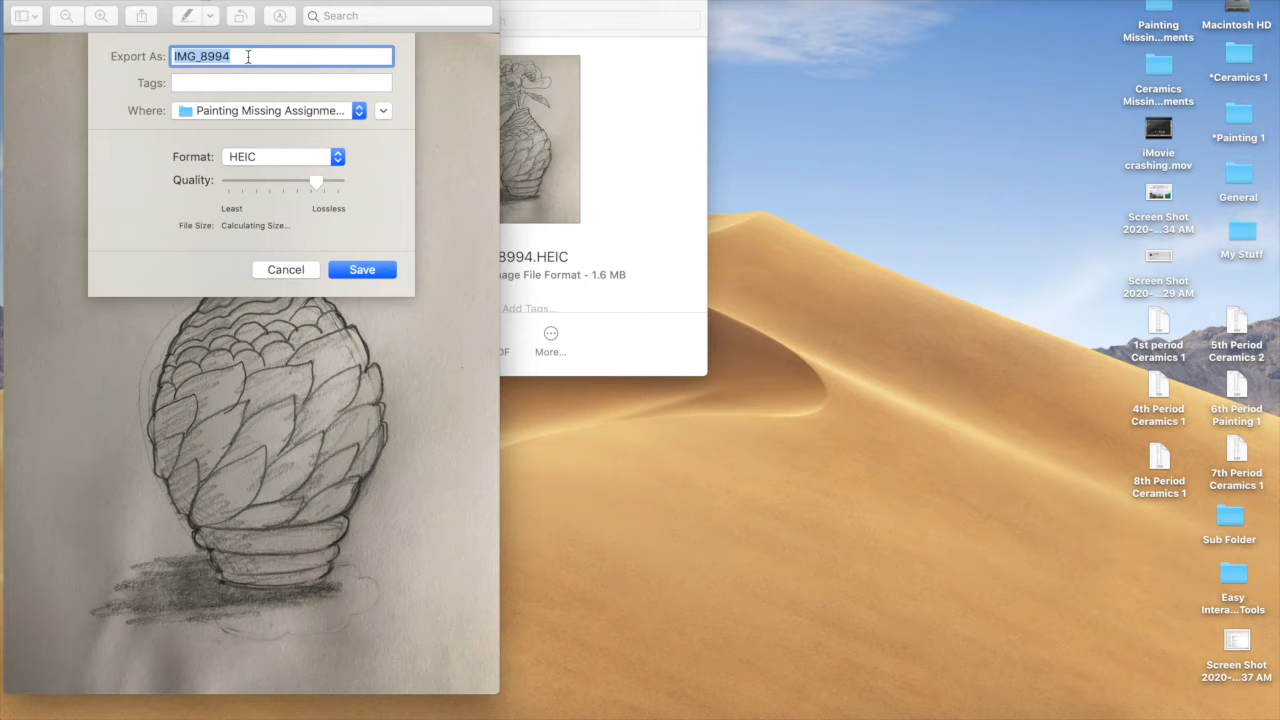 Search
Export As: IMG_8994
Tags:
Where: Painting Missing Assignme...
Format: HEIC
Quality:
Least Lossless
File Size: Calculating Size...
Cancel Save
h
8994.HEIC
age File Format - 1.6 MB
Add Tags...
DF More...
Painting
Missin...ments
Macintosh HD
Ceramics
Missin...ments
*Ceramics 1
iMovie
crashing.mov
*Painting 1
Screen Shot
2020-...34 AM
General
Screen Shot
2020-...29 AM
My Stuff
1st period
Ceramics 1
5th Period
Ceramics 2
4th Period
Ceramics 1
6th Period
Painting 1
8th Period
Ceramics 1
7th Period
Ceramics 1
Sub Folder
Easy
Intera...Tools
Screen Shot
2020-...37 AM